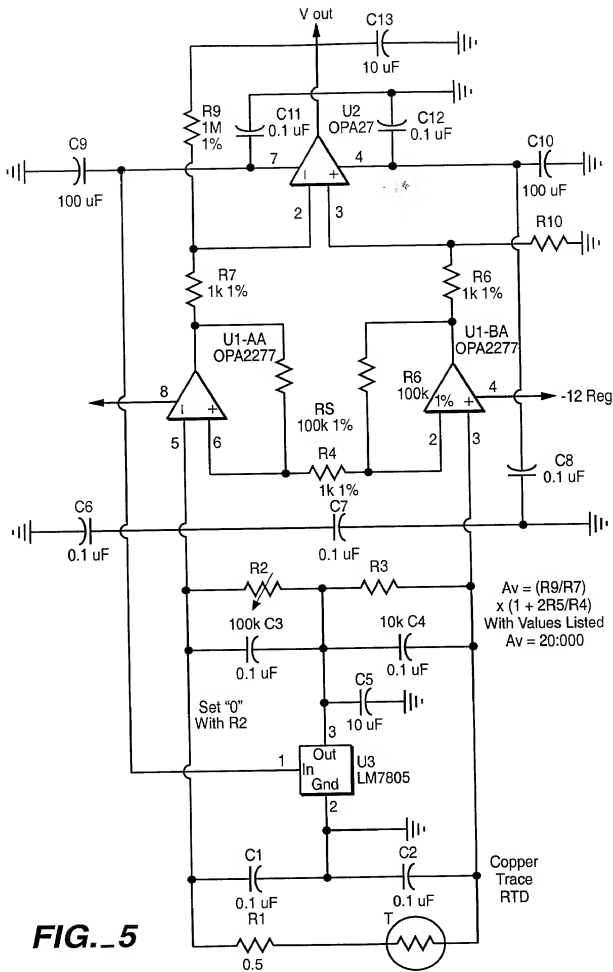 V out
C13
10 uF
R9
1M
1%
C11
0.1 uF
U2
OPA27
C12
0.1 uF
C9
100 uF
7
4
C10
100 uF
2
3
R10
R7
1k 1%
R6
1k 1%
U1-AA
OPA2277
U1-BA
OPA2277
8
5
6
RS
100k 1%
R4
1k 1%
R6
100k
1%
4
-12 Reg
2
3
C6
0.1 uF
C7
0.1 uF
C8
0.1 uF
R2
R3
Av = (R9/R7)
x (1 + 2R5/R4)
With Values Listed
Av = 20:000
100k C3
0.1 uF
10k C4
0.1 uF
Set "0"
With R2
C5
10 uF
3
1
Out
In
Gnd
U3
LM7805
2
C1
0.1 uF
C2
0.1 uF
Copper
Trace
RTD
R1
0.5
T
FIG._5